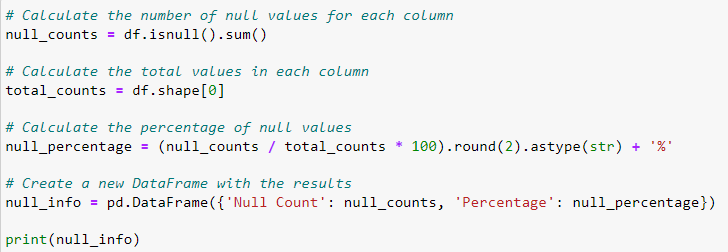 # Calculate the number of null values for each column
null_counts = df.isnull().sum()
# Calculate the total values in each column
total_counts = df.shape[0]
# Calculate the percentage of null values
null_percentage = (null_counts / total_counts * 100).round(2).astype(str) + '%'
# Create a new DataFrame with the results
null_info = pd.DataFrame({'Null Count': null_counts, 'Percentage': null_percentage})
print(null_info)